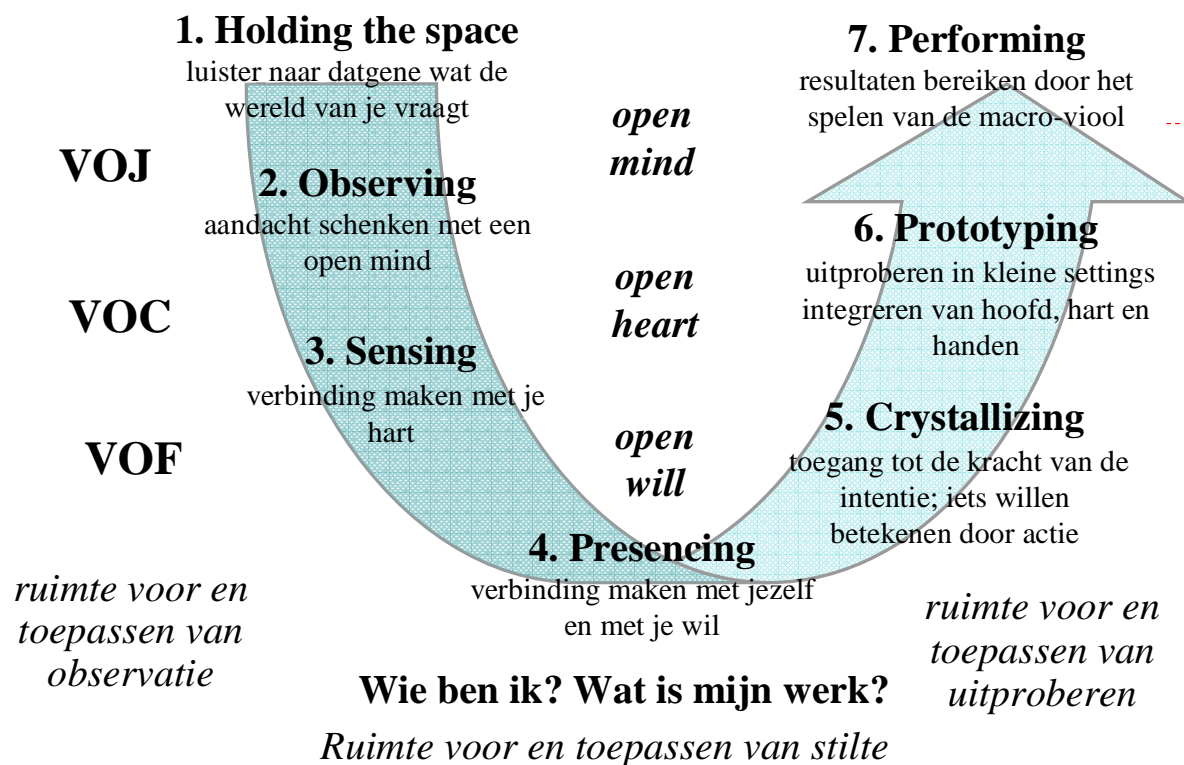 1. Holding the space
luister naar datgene wat de
wereld van je vraagt
7. Performing
resultaten bereiken door het
spelen van de macro-viool
open
mind
VOJ
2. Observing
aandacht schenken met een
open mind
6. Prototyping
uitproberen in kleine settings
integreren van hoofd, hart en
handen
open
heart
VOC
3. Sensing
verbinding maken met je
hart
5. Crystallizing
toegang tot de kracht van de
intentie; iets willen
betekenen door actie
open
will
VOF
4. Presencing
verbinding maken met jezelf
en met je wil
ruimte voor en
toepassen van
observatie
ruimte voor en
toepassen van
uitproberen
Wie ben ik? Wat is mijn werk?
Ruimte voor en toepassen van stilte